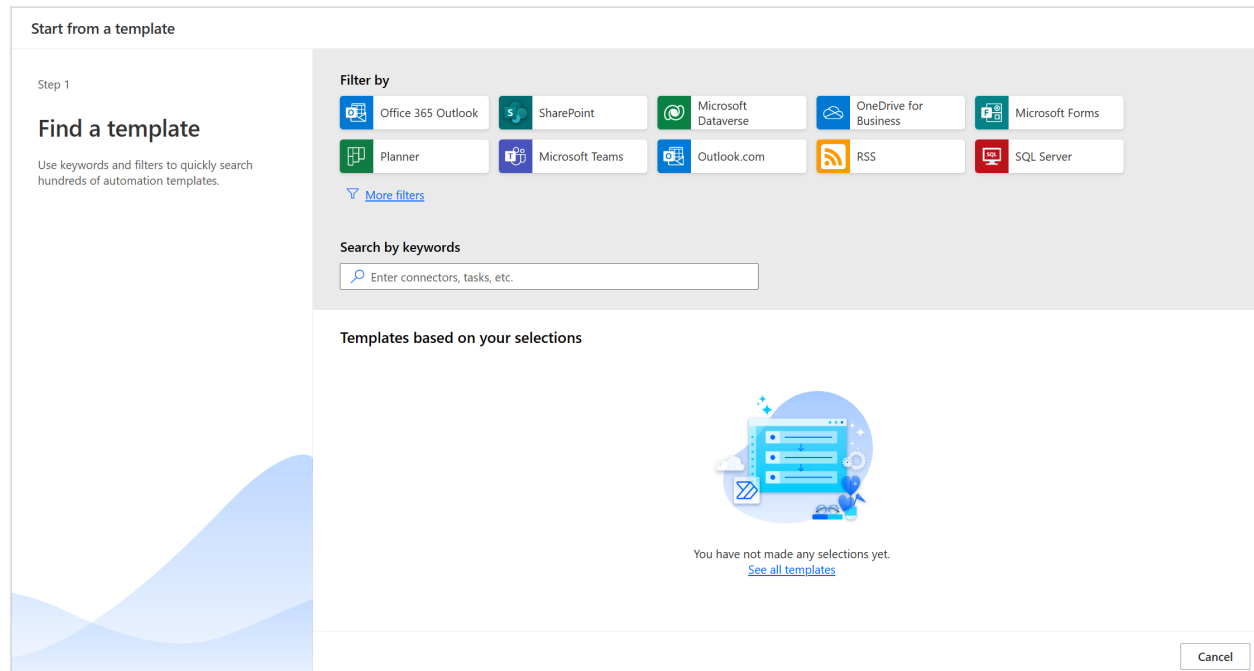 Start from a template
Step 1
Find a template
Use keywords and filters to quickly search
hundreds of automation templates.
Filter by
Office 365 Outlook
SharePoint
Microsoft
Dataverse
OneDrive for
Business
Microsoft Forms
Planner
Microsoft Teams
Outlook.com
RSS
SQL Server
More filters
Search by keywords
Enter connectors, tasks, etc.
Templates based on your selections
You have not made any selections yet.
See all templates
Cancel